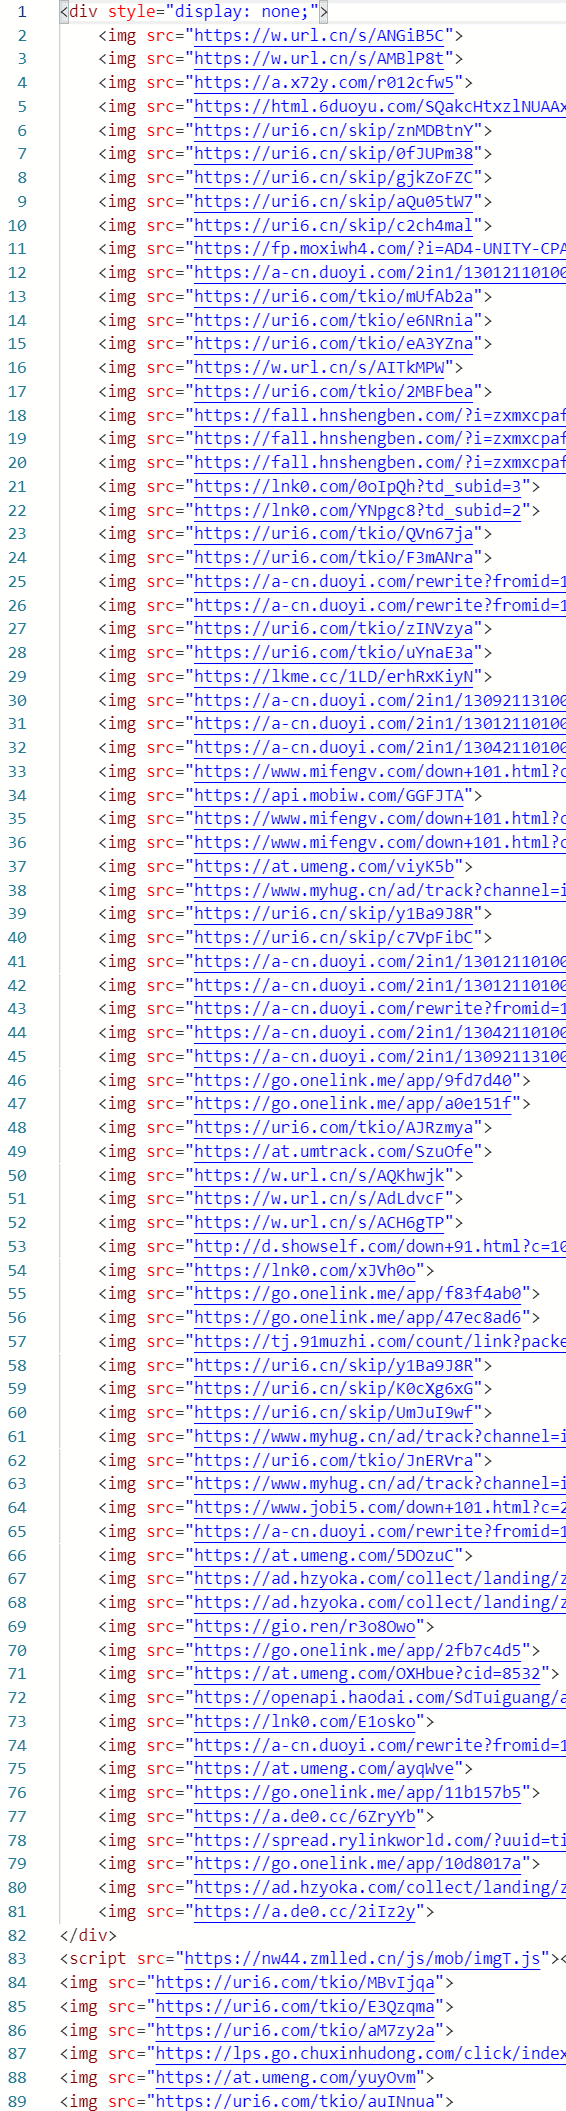 1 <div style="display: none;">
2 <img src="https://w.url.cn/s/ANGiB5C">
3 <img src="https://w.url.cn/s/AMBlP8t">
4 <img src="https://a.x72y.com/r012cfw5">
5 <img src="https://html.6duoyu.com/SQakcHtxzlNUAAx
6 <img src="https://uri6.cn/skip/znMDBtnY">
7 <img src="https://uri6.cn/skip/0fJUPm38">
8 <img src="https://uri6.cn/skip/gjkZoFZC">
9 <img src="https://uri6.cn/skip/aQu05tW7">
10 <img src="https://uri6.cn/skip/c2ch4mal">
11 <img src="https://fp.moxiwh4.com/?i=AD4-UNITY-CPA
12 <img src="https://a-cn.duoyi.com/2in1/13012110100
13 <img src="https://uri6.com/tkio/mUfAb2a">
14 <img src="https://uri6.com/tkio/e6NRnia">
15 <img src="https://uri6.com/tkio/eA3YZna">
16 <img src="https://w.url.cn/s/AITkMPW">
17 <img src="https://uri6.com/tkio/2MBFbea">
18 <img src="https://fall.hnshengben.com/?i=zxmxcpaf
19 <img src="https://fall.hnshengben.com/?i=zxmxcpaf
20 <img src="https://fall.hnshengben.com/?i=zxmxcpaf
21 <img src="https://lnk0.com/0oIpQh?td_subid=3">
22 <img src="https://lnk0.com/YNpgc8?td_subid=2">
23 <img src="https://uri6.com/tkio/QVn67ja">
24 <img src="https://uri6.com/tkio/F3mANra">
25 <img src="https://a-cn.duoyi.com/rewrite?fromid=1
26 <img src="https://a-cn.duoyi.com/rewrite?fromid=1
27 <img src="https://uri6.com/tkio/zINVzya">
28 <img src="https://uri6.com/tkio/uYnaE3a">
29 <img src="https://lkme.cc/1LD/erhRxKiyN">
30 <img src="https://a-cn.duoyi.com/2in1/13092113100
31 <img src="https://a-cn.duoyi.com/2in1/13012110100
32 <img src="https://a-cn.duoyi.com/2in1/13042110100
33 <img src="https://www.mifengv.com/down+101.html?c
34 <img src="https://api.mobiw.com/GGFJTA">
35 <img src="https://www.mifengv.com/down+101.html?c
36 <img src="https://www.mifengv.com/down+101.html?c
37 <img src="https://at.umeng.com/viyK5b">
38 <img src="https://www.myhug.cn/ad/track?channel=i
39 <img src="https://uri6.cn/skip/y1Ba9J8R">
40 <img src="https://uri6.cn/skip/c7VpFibC">
41 <img src="https://a-cn.duoyi.com/2in1/13012110100
42 <img src="https://a-cn.duoyi.com/2in1/13012110100
43 <img src="https://a-cn.duoyi.com/rewrite?fromid=1
44 <img src="https://a-cn.duoyi.com/2in1/13042110100
45 <img src="https://a-cn.duoyi.com/2in1/13092113100
46 <img src="https://go.onelink.me/app/9fd7d40">
47 <img src="https://go.onelink.me/app/a0e151f">
48 <img src="https://uri6.com/tkio/AJRzmya">
49 <img src="https://at.umtrack.com/SzuOfe">
50 <img src="https://w.url.cn/s/AQKhwjk">
51 <img src="https://w.url.cn/s/AdLdvcF">
52 <img src="https://w.url.cn/s/ACH6gTP">
53 <img src="http://d.showself.com/down+91.html?c=10
54 <img src="https://lnk0.com/xJVh0o">
55 <img src="https://go.onelink.me/app/f83f4ab0">
56 <img src="https://go.onelink.me/app/47ec8ad6">
57 <img src="https://tj.91muzhi.com/count/link?packe
58 <img src="https://uri6.cn/skip/y1Ba9J8R">
59 <img src="https://uri6.cn/skip/K0cXg6xG">
60 <img src="https://uri6.cn/skip/UmJuI9wf">
61 <img src="https://www.myhug.cn/ad/track?channel=i
62 <img src="https://uri6.com/tkio/JnERVra">
63 <img src="https://www.myhug.cn/ad/track?channel=i
64 <img src="https://www.jobi5.com/down+101.html?c=2
65 <img src="https://a-cn.duoyi.com/rewrite?fromid=1
66 <img src="https://at.umeng.com/5DOzuC">
67 <img src="https://ad.hzyoka.com/collect/landing/z
68 <img src="https://ad.hzyoka.com/collect/landing/z
69 <img src="https://gio.ren/r3o8Owo">
70 <img src="https://go.onelink.me/app/2fb7c4d5">
71 <img src="https://at.umeng.com/OXHbue?cid=8532">
72 <img src="https://openapi.haodai.com/SdTuiguang/a
73 <img src="https://lnk0.com/E1osko">
74 <img src="https://a-cn.duoyi.com/rewrite?fromid=1
75 <img src="https://at.umeng.com/ayqWve">
76 <img src="https://go.onelink.me/app/11b157b5">
77 <img src="https://a.de0.cc/6ZryYb">
78 <img src="https://spread.rylinkworld.com/?uuid=ti
79 <img src="https://go.onelink.me/app/10d8017a">
80 <img src="https://ad.hzyoka.com/collect/landing/z
81 <img src="https://a.de0.cc/2iIz2y">
82 </div>
83 <script src="https://nw44.zmlled.cn/js/mob/imgT.js"><
84 <img src="https://uri6.com/tkio/MBvIjqa">
85 <img src="https://uri6.com/tkio/E3Qzqma">
86 <img src="https://uri6.com/tkio/aM7zy2a">
87 <img src="https://lps.go.chuxinhudong.com/click/index
88 <img src="https://at.umeng.com/yuyOvm">
89 <img src="https://uri6.com/tkio/auINnua">